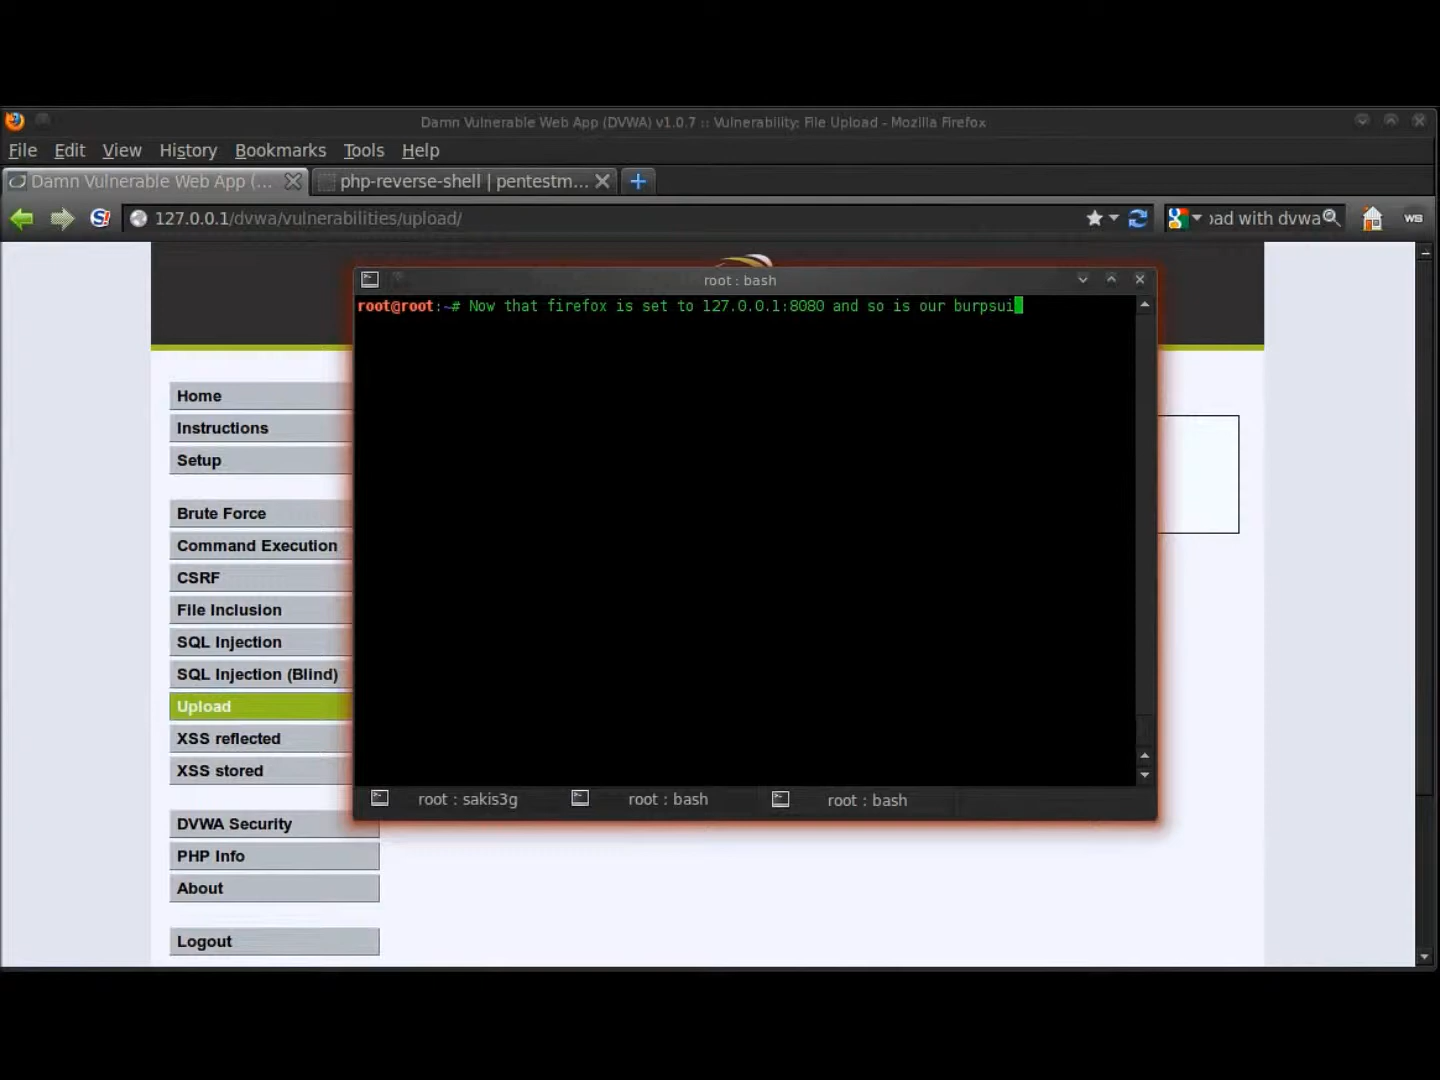 Damn Vulnerable Web App (DVWA) v1.0.7 :: Vulnerability: File Upload - Mozilla Firefox
File Edit View History Bookmarks Tools Help
Damn Vulnerable Web App (... php-reverse-shell | pentestm...
127.0.0.1/dvwa/vulnerabilities/upload/ oad with dvwa
root : bash
root@root:~# Now that firefox is set to 127.0.0.1:8080 and so is our burpsui
Home
Instructions
Setup
Brute Force
Command Execution
CSRF
File Inclusion
SQL Injection
SQL Injection (Blind)
Upload
XSS reflected
XSS stored
root : sakis3g root : bash root : bash
DVWA Security
PHP Info
About
Logout